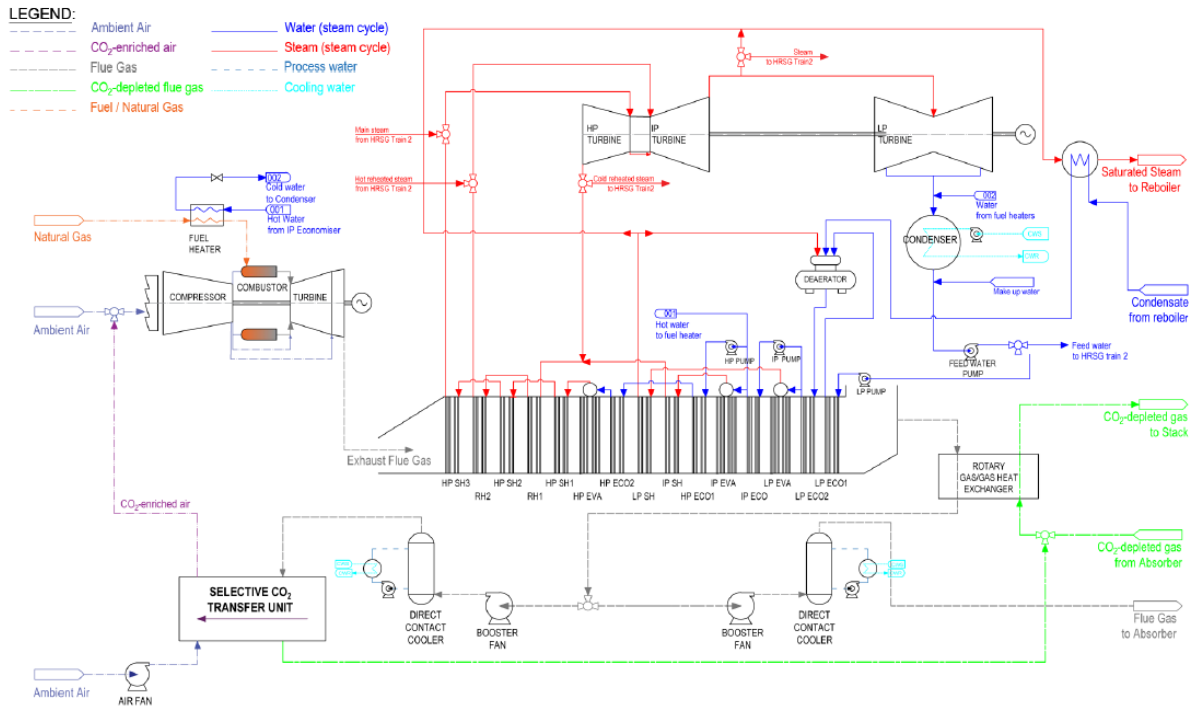 LEGEND:
Ambient Air
CO2-enriched air
Flue Gas
CO2-depleted flue gas
Fuel / Natural Gas
Water (steam cycle)
Steam (steam cycle)
Process water
Cooling water
Steam
to HRSG Train2
HP
TURBINE
IP
TURBINE
LP
TURBINE
Main steam
from HRSG Train 2
Hot reheated steam
from HRSG Train 2
Cold reheated steam
to HRSG Train2
Saturated Steam
to Reboiler
002
Cold water
to Condenser
001
Hot Water
from IP Economiser
Natural Gas
FUEL
HEATER
002
Water
from fuel heaters
CONDENSER
CWS
CWR
DEAERATOR
Make up water
Condensate
from reboiler
COMPRESSOR
COMBUSTOR
TURBINE
Ambient Air
001
Hot water
to fuel heater
HP PUMP
IP PUMP
LP PUMP
FEED WATER
PUMP
Feed water
to HRSG train 2
CO2-depleted gas
to Stack
Exhaust Flue Gas
HP SH3
RH2
HP SH2
RH1
HP SH1
HP EVA
HP ECO2
LP SH
HP ECO1
IP SH
IP EVA
IP ECO
LP EVA
LP ECO2
LP ECO1
ROTARY
GAS/GAS HEAT
EXCHANGER
CO2-enriched air
CO2-depleted gas
from Absorber
SELECTIVE CO2
TRANSFER UNIT
DIRECT
CONTACT
COOLER
BOOSTER
FAN
BOOSTER
FAN
DIRECT
CONTACT
COOLER
Flue Gas
to Absorber
Ambient Air
AIR FAN